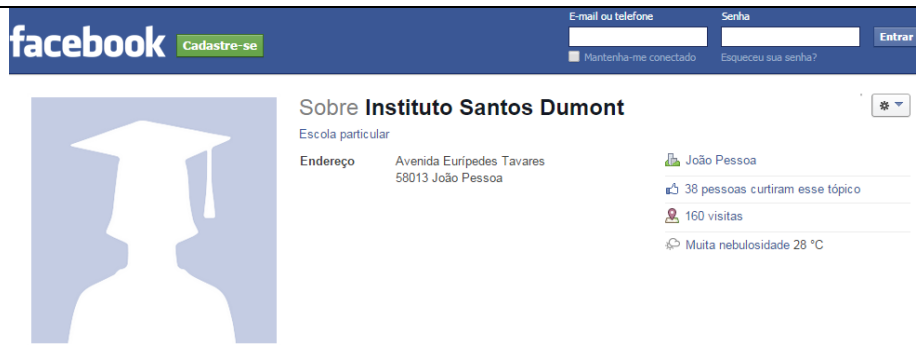 E-mail ou telefone Senha
facebook Cadastre-se Entrar
Mantenha-me conectado Esqueceu sua senha?
Sobre Instituto Santos Dumont
Escola particular
Endereço Avenida Eurípedes Tavares
58013 João Pessoa
João Pessoa
38 pessoas curtiram esse tópico
160 visitas
Muita nebulosidade 28 °C